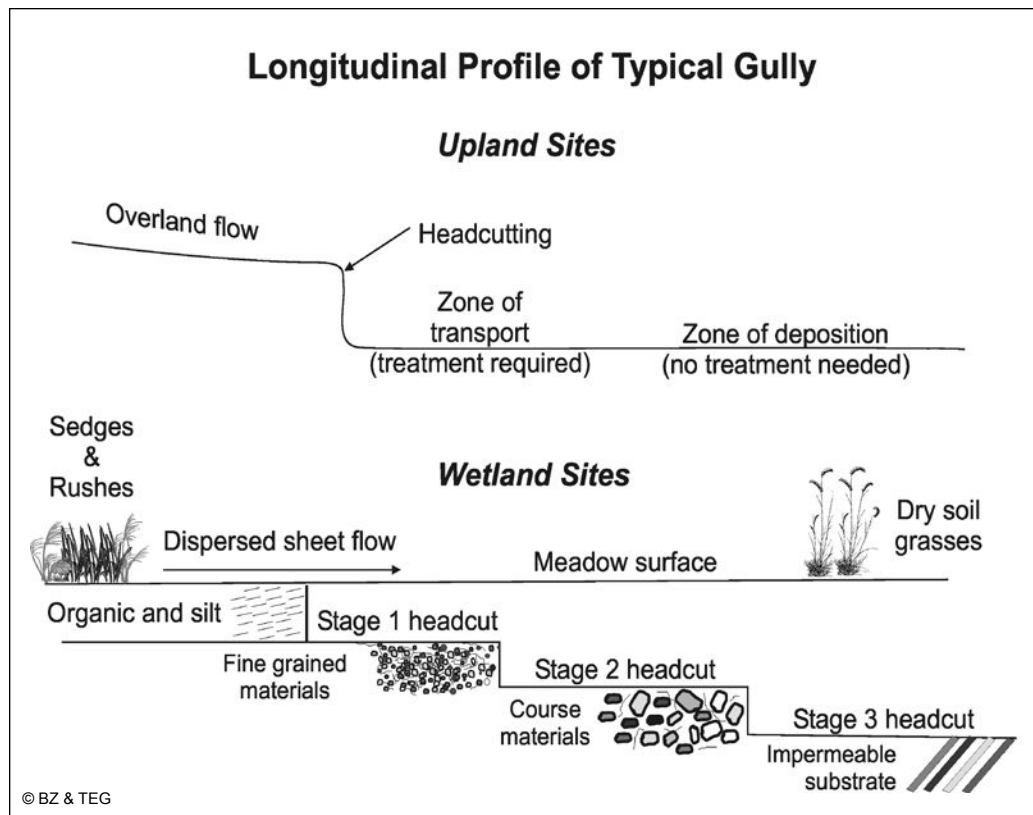 Longitudinal Profile of Typical Gully
Upland Sites
Overland flow
Headcutting
Zone of
transport
(treatment required)
Zone of deposition
(no treatment needed)
Sedges
&
Rushes
Wetland Sites
Dispersed sheet flow
Meadow surface
Dry soil
grasses
Organic and silt
Stage 1 headcut
Fine grained
materials
Stage 2 headcut
Course
materials
Stage 3 headcut
Impermeable
substrate
© BZ & TEG